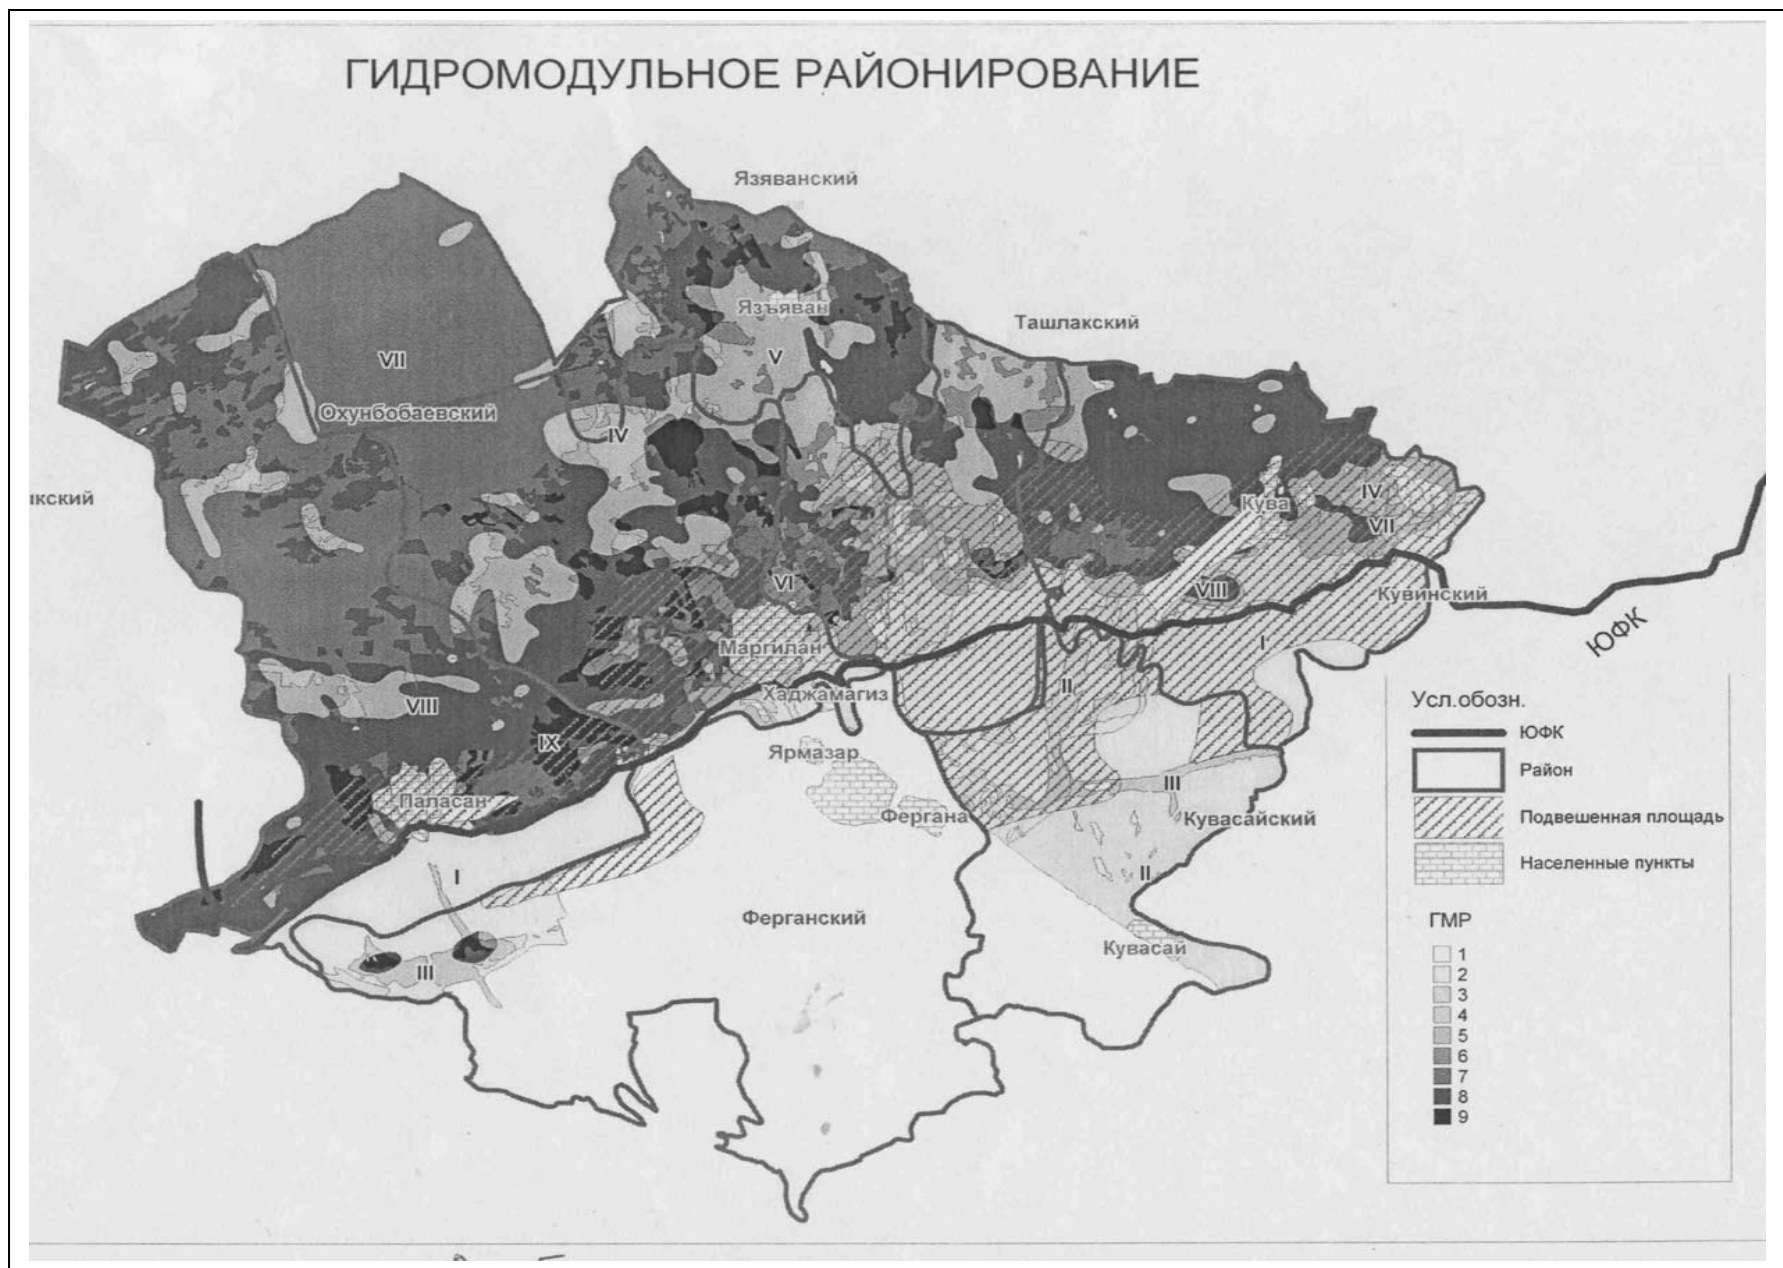 ГИДРОМОДУЛЬНОЕ РАЙОНИРОВАНИЕ
Язяванский
Язъяван
Ташлакский
VII
V
Охунбобаевский
IV
икский
Кува
IV
VII
VI
VIII
Кувинский
ЮФК
Маргилан
I
Хаджамагиз
II
VIII
IX
Ярмазар
III
Паласан
Фергана
Кувасайский
I
II
Ферганский
Кувасай
III
Усл.обозн.
ЮФК
Район
Подвешенная площадь
Населенные пункты
ГМР
1
2
3
4
5
6
7
8
9